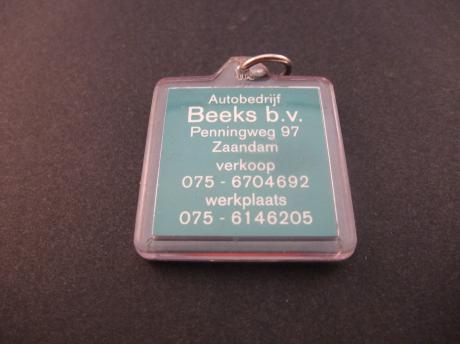 Autobedrijf
Beeks b.v.
Penningweg 97
Zaandam
verkoop
075 - 6704692
werkplaats
075 - 6146205